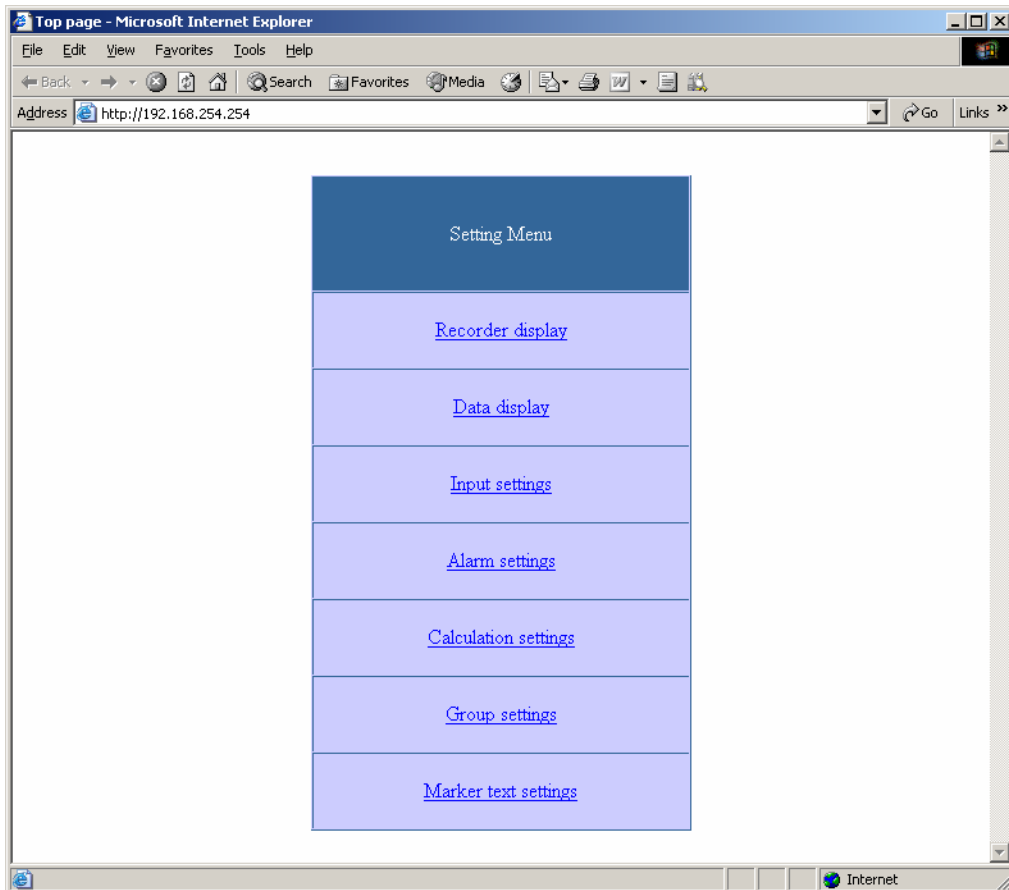 Top page - Microsoft Internet Explorer
File Edit View Favorites Tools Help
Back Search Favorites Media
Address http://192.168.254.254 Go Links »
Setting Menu
Recorder display
Data display
Input settings
Alarm settings
Calculation settings
Group settings
Marker text settings
Internet